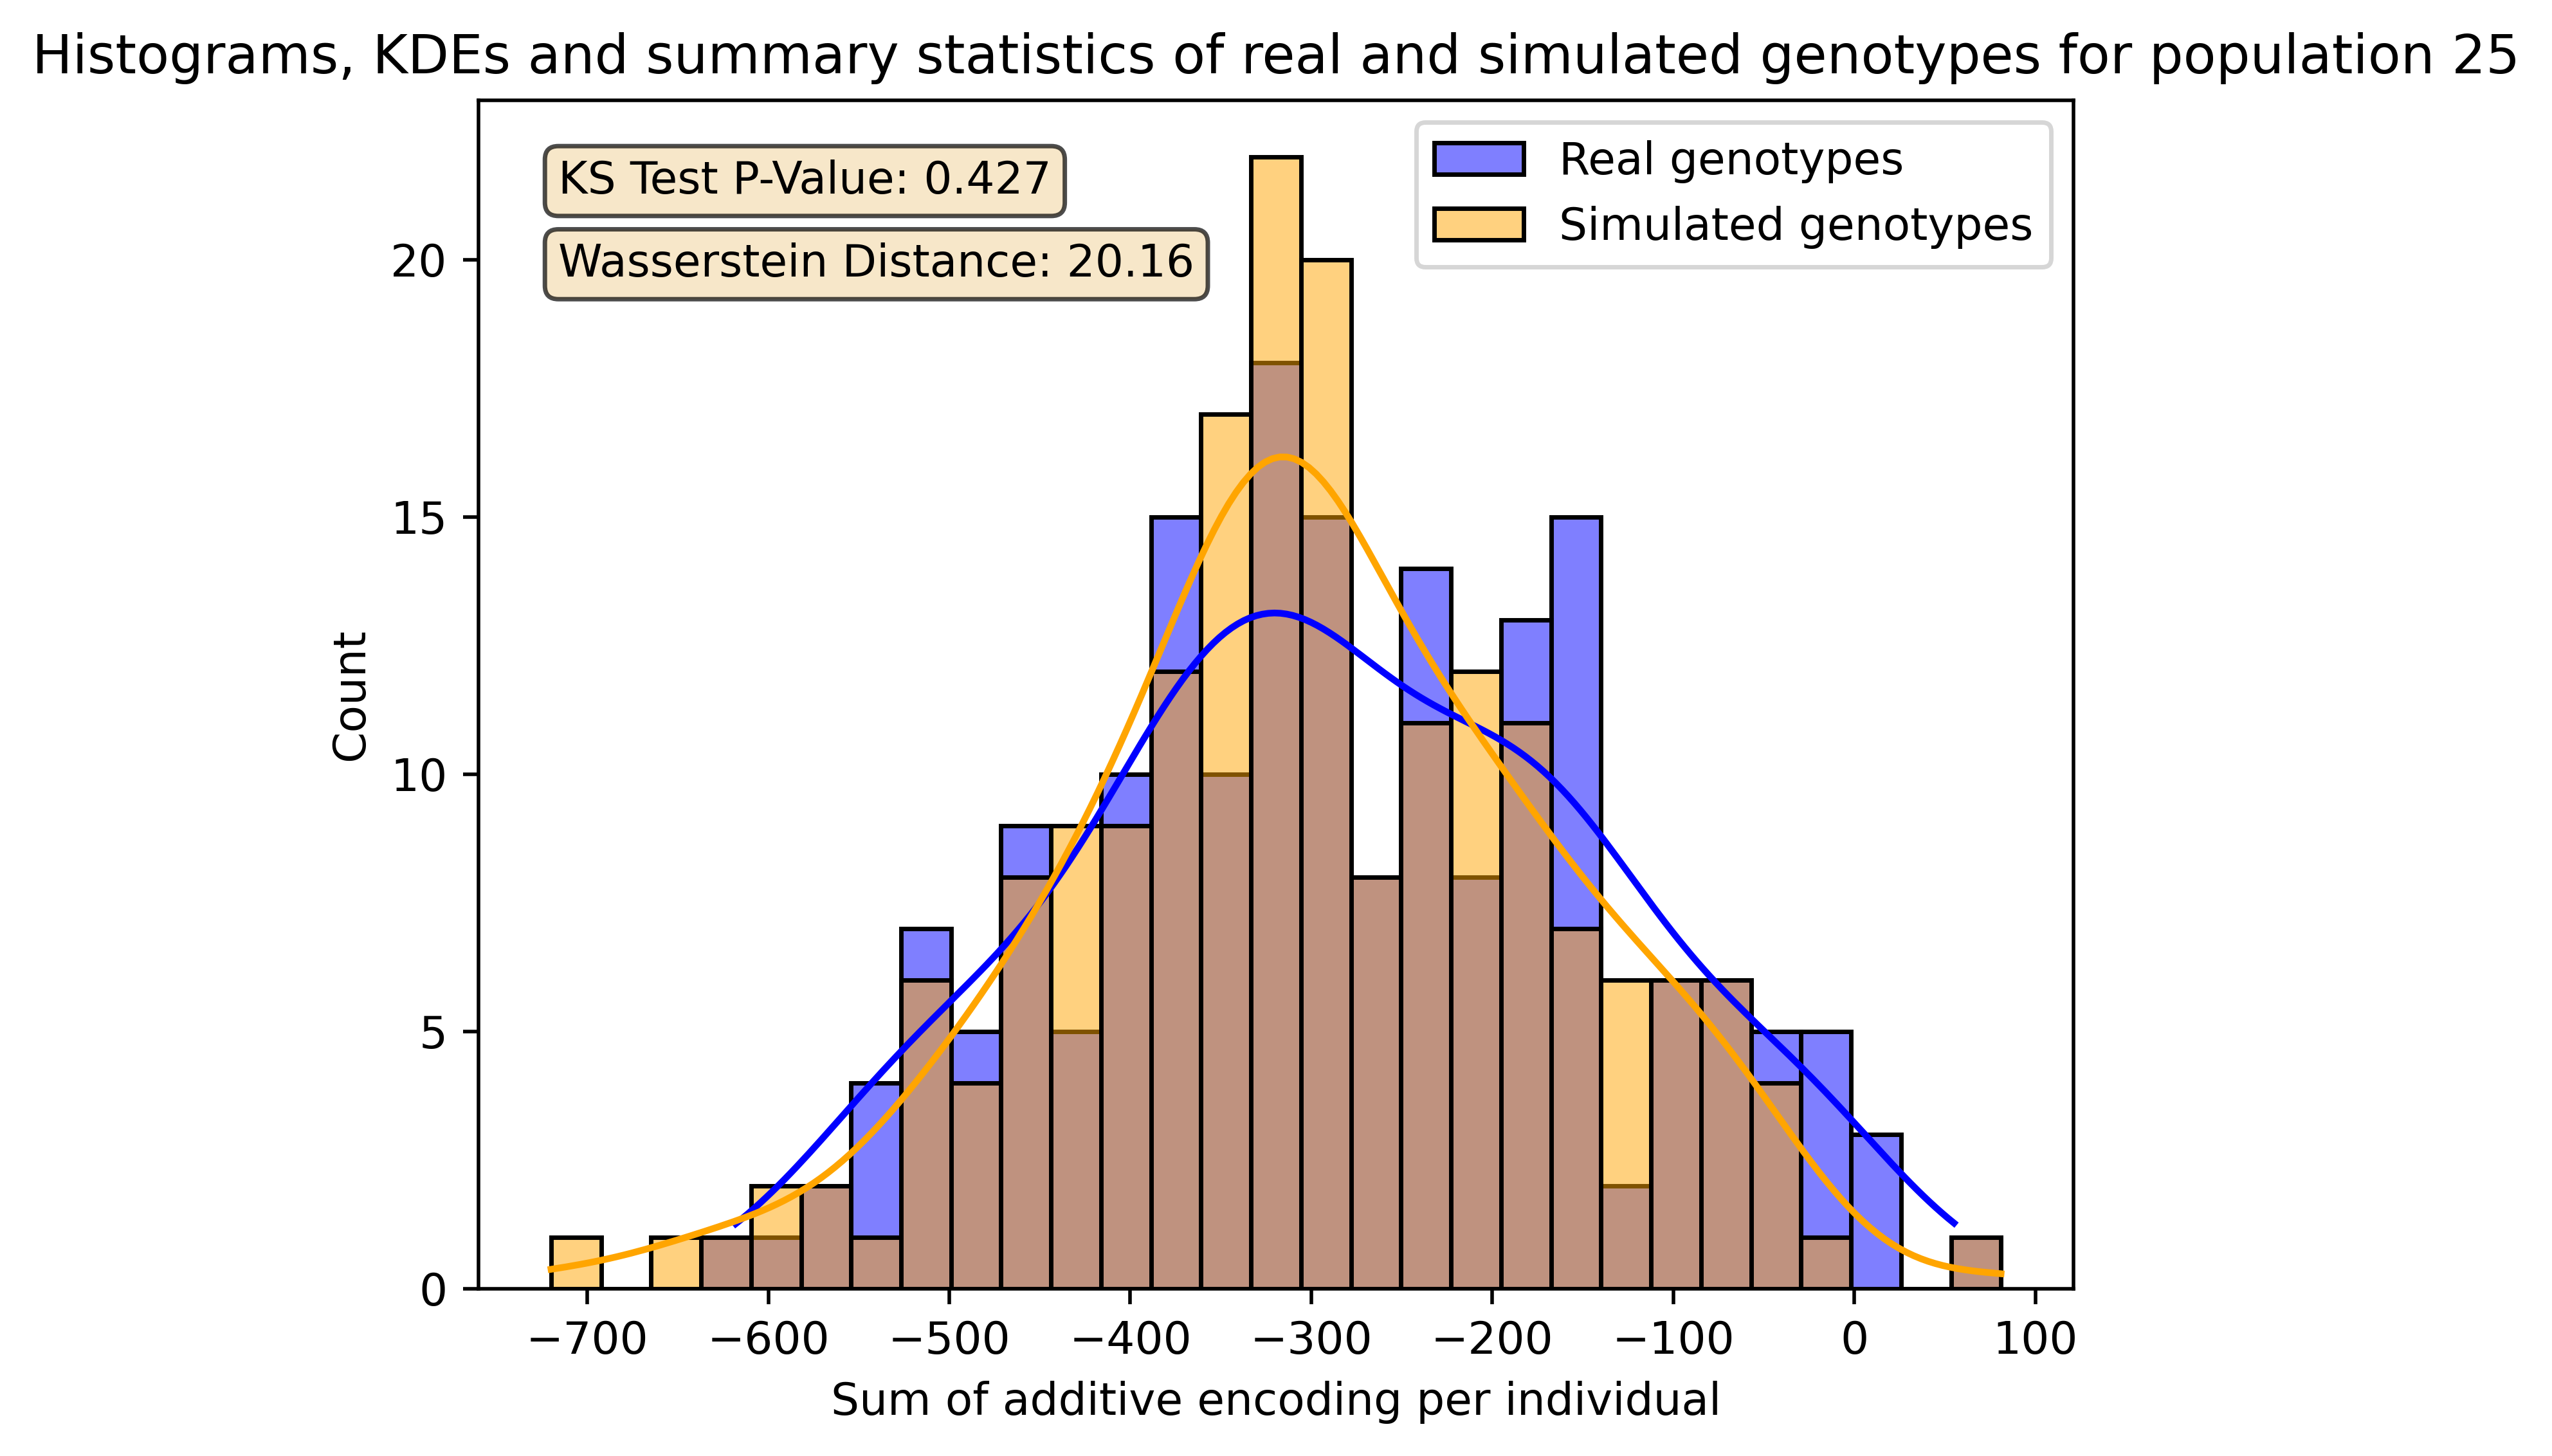 Histograms, KDEs and summary statistics of real and simulated genotypes for population 25
KS Test P-Value: 0.427
Wasserstein Distance: 20.16
Real genotypes
Simulated genotypes
Count
20
15
10
5
0
−700 −600 −500 −400 −300 −200 −100 0 100
Sum of additive encoding per individual